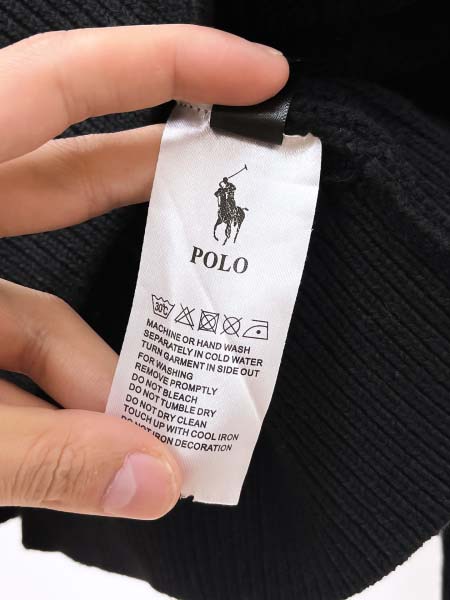 POLO
30°C
MACHINE OR HAND WASH
SEPARATELY IN COLD WATER
TURN GARMENT IN SIDE OUT
FOR WASHING
REMOVE PROMPTLY
DO NOT BLEACH
DO NOT TUMBLE DRY
DO NOT DRY CLEAN
TOUCH UP WITH COOL IRON
DO NOT IRON DECORATION